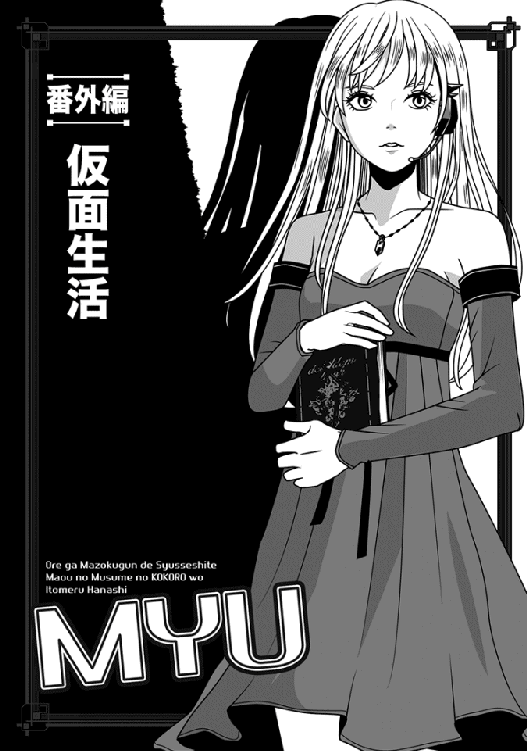 番外編
仮面生活
Ore ga Mazokugun de Syusseshite
Maou no Musume no KOKORO wo
Itomeru Hanashi
MYU